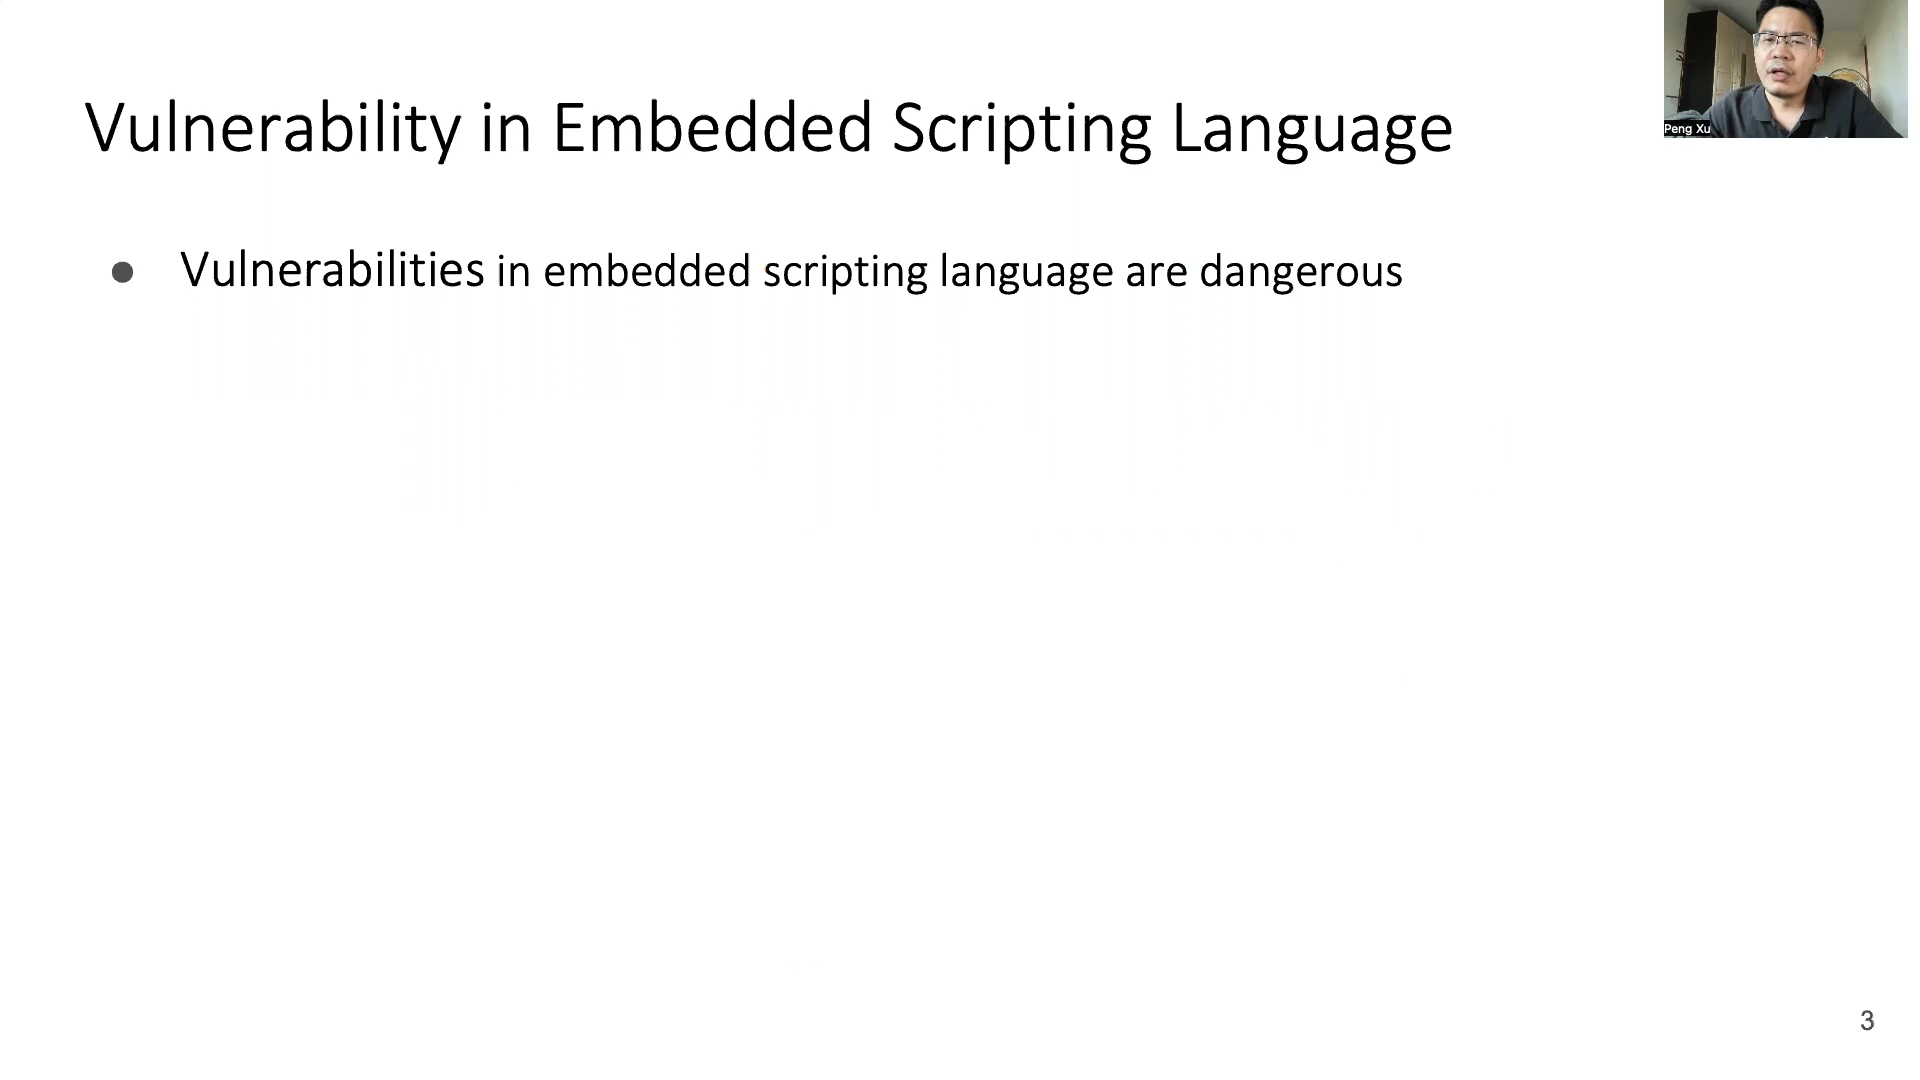 Vulnerability in Embedded Scripting Language
Peng Xu
● Vulnerabilities in embedded scripting language are dangerous
3